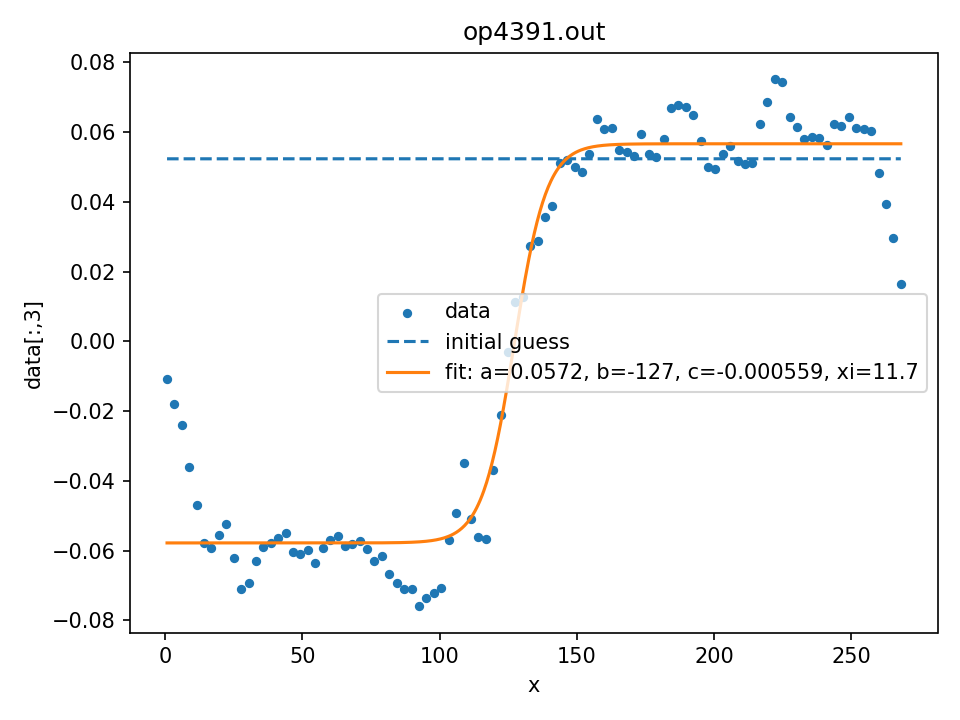 op4391.out
0.08
0.06
0.04
0.02
0.00
−0.02
−0.04
−0.06
−0.08
data[:,3]
data
initial guess
fit: a=0.0572, b=-127, c=-0.000559, xi=11.7
0 50 100 150 200 250
x